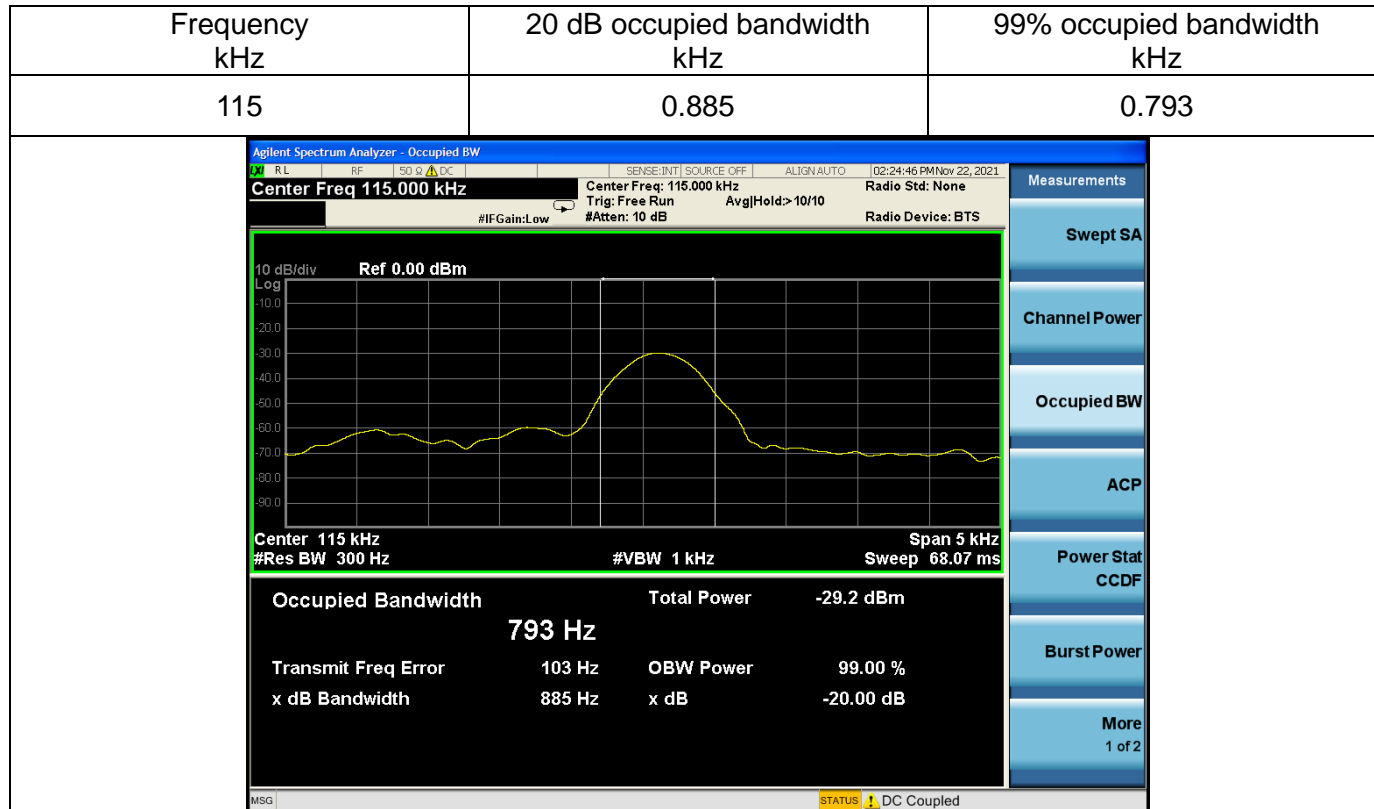 Frequency
kHz
20 dB occupied bandwidth
kHz
99% occupied bandwidth
kHz
115
0.885
0.793
Agilent Spectrum Analyzer - Occupied BW
LXI RL RF 50 Ω DC SENSE:INT SOURCE OFF ALIGN AUTO 02:24:46 PM Nov 22, 2021
Center Freq 115.000 kHz
Center Freq: 115.000 kHz
Radio Std: None
Trig: Free Run
Avg|Hold:>10/10
#IFGain:Low
#Atten: 10 dB
Radio Device: BTS
10 dB/div
Ref 0.00 dBm
Log
-10.0
-20.0
-30.0
-40.0
-50.0
-60.0
-70.0
-80.0
-90.0
Center 115 kHz
Span 5 kHz
#Res BW 300 Hz
#VBW 1 kHz
Sweep 68.07 ms
Occupied Bandwidth
Total Power -29.2 dBm
793 Hz
Transmit Freq Error 103 Hz
OBW Power 99.00 %
x dB Bandwidth 885 Hz
x dB -20.00 dB
Measurements
Swept SA
Channel Power
Occupied BW
ACP
Power Stat
CCDF
Burst Power
More
1 of 2
MSG
STATUS
DC Coupled